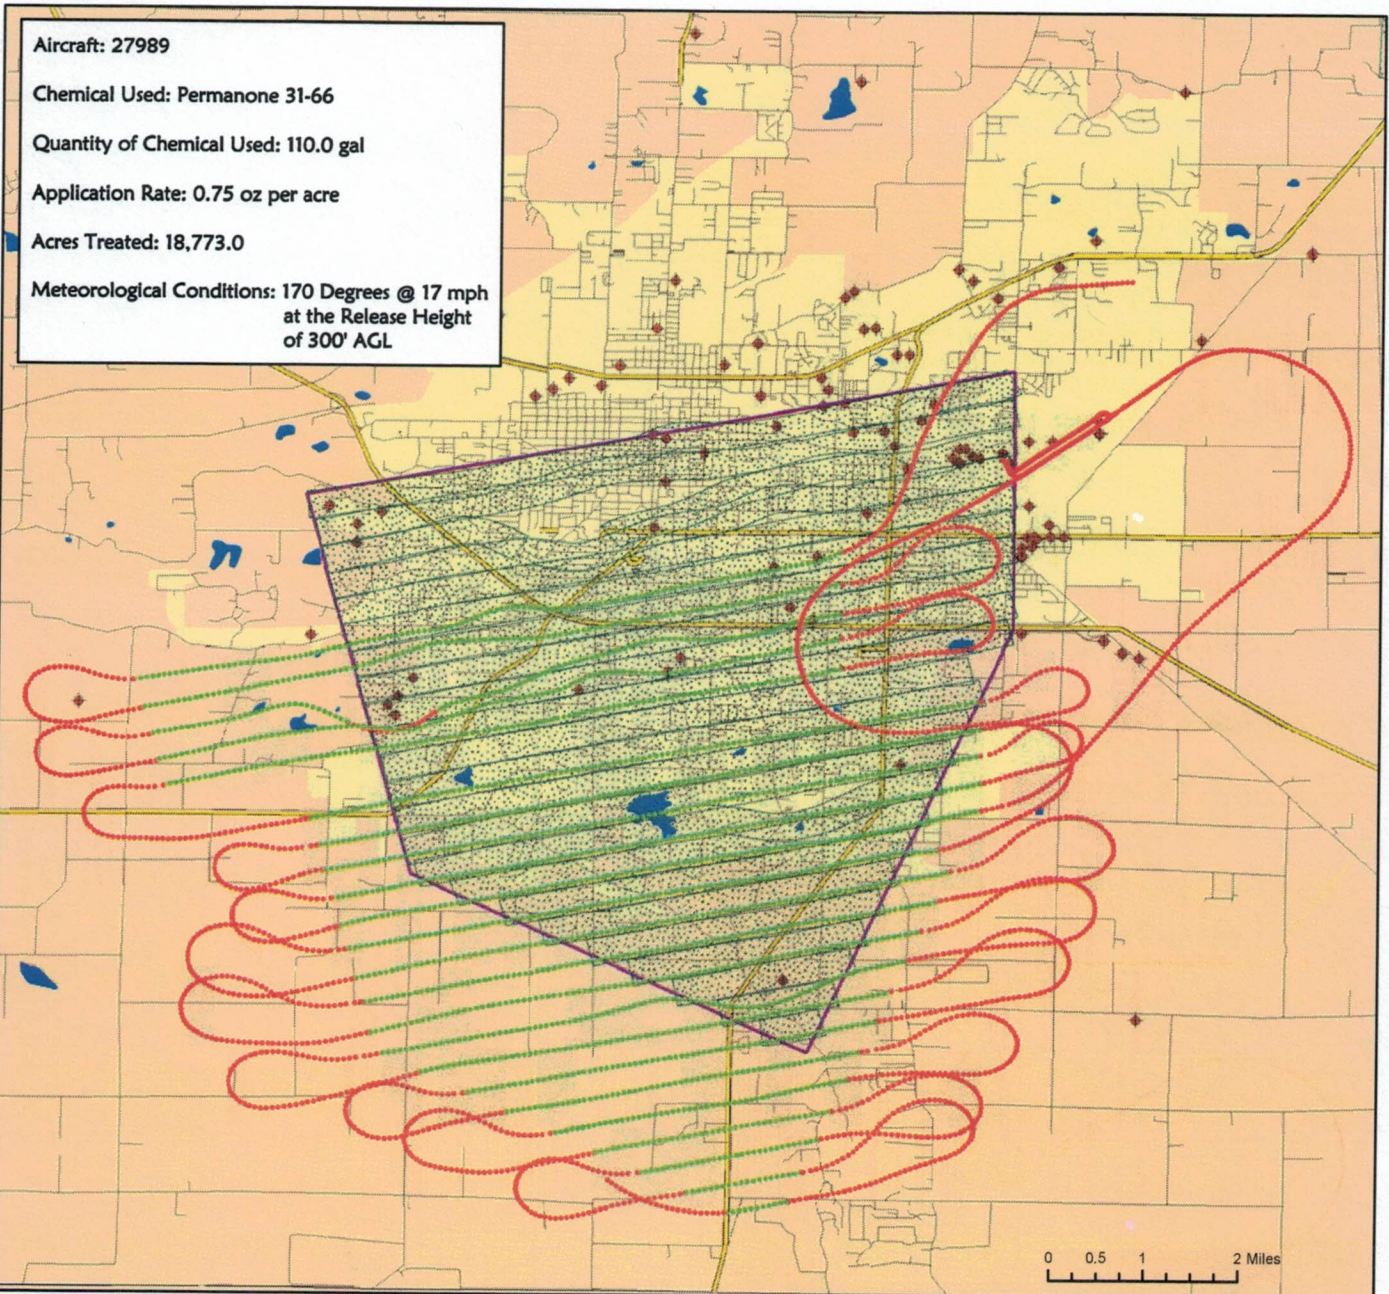 Aircraft: 27989
Chemical Used: Permanone 31-66
Quantity of Chemical Used: 110.0 gal
Application Rate: 0.75 oz per acre
Acres Treated: 18,773.0
Meteorological Conditions: 170 Degrees @ 17 mph
at the Release Height
of 300' AGL
0 0.5 1 2 Miles